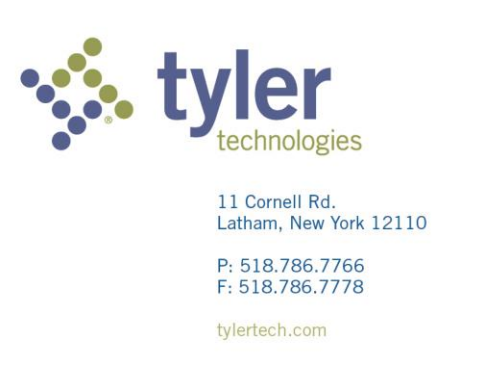 tyler
technologies
11 Cornell Rd.
Latham, New York 12110
P: 518.786.7766
F: 518.786.7778
tylertech.com